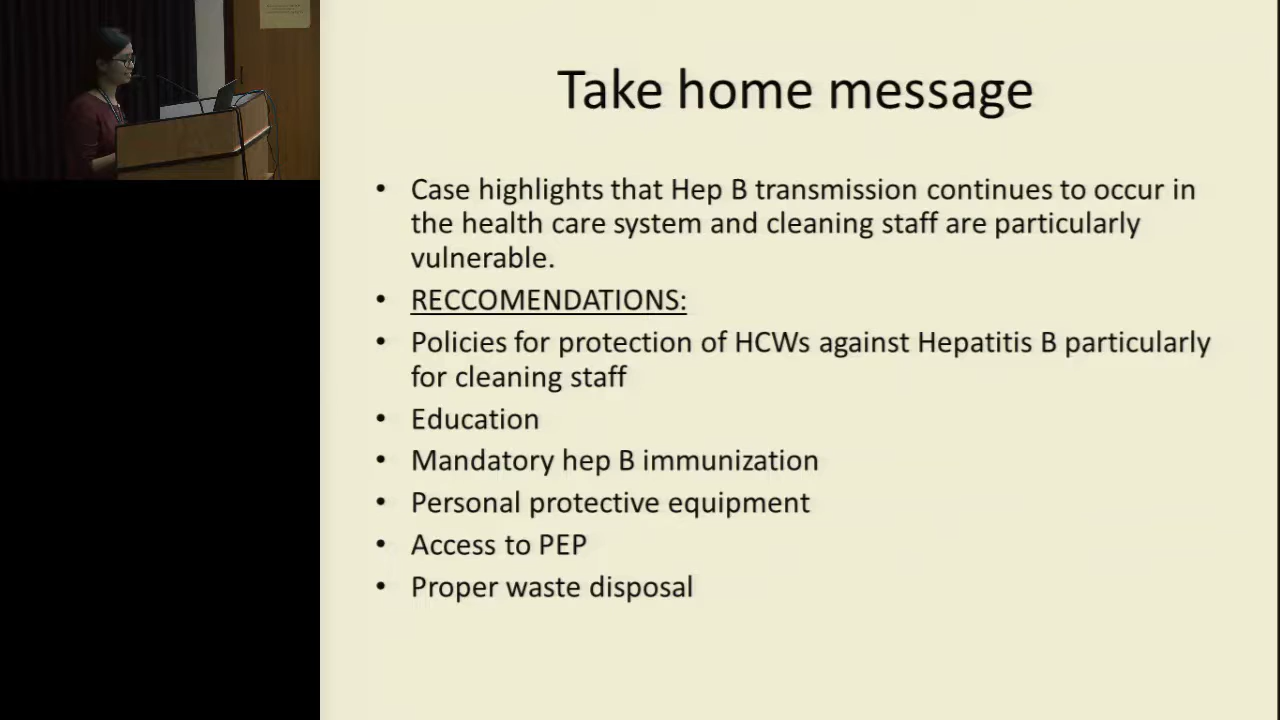 Take home message
• Case highlights that Hep B transmission continues to occur in
the health care system and cleaning staff are particularly
vulnerable.
• RECCOMENDATIONS:
• Policies for protection of HCWs against Hepatitis B particularly
for cleaning staff
• Education
• Mandatory hep B immunization
• Personal protective equipment
• Access to PEP
• Proper waste disposal